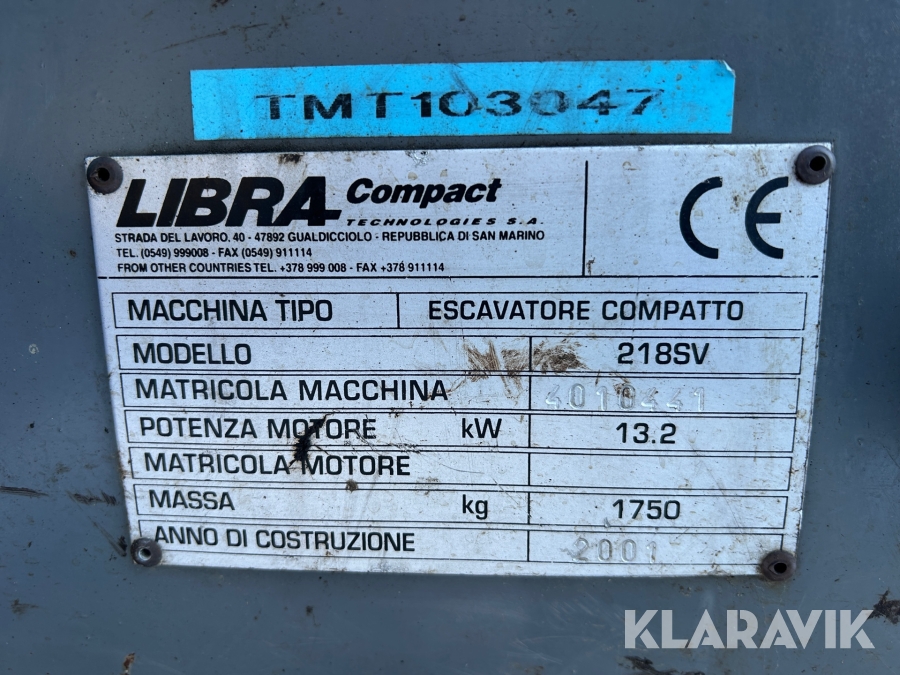 TMT103047
LIBRA Compact
TECHNOLOGIES S.A.
STRADA DEL LAVORO, 40 - 47892 GUALDICCIOLO - REPUBBLICA DI SAN MARINO
TEL. (0549) 999008 - FAX (0549) 911114
FROM OTHER COUNTRIES TEL. +378 999 008 - FAX +378 911114
CE
MACCHINA TIPO ESCAVATORE COMPATTO
MODELLO 218SV
MATRICOLA MACCHINA 4010441
POTENZA MOTORE kW 13.2
MATRICOLA MOTORE
MASSA kg 1750
ANNO DI COSTRUZIONE 2001
KLARAVIK